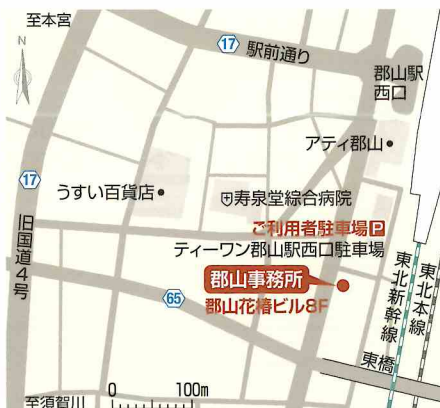 至本宮
N
17
駅前通り
郡山駅
西口
アティ郡山
17
うすい百貨店
寿泉堂綜合病院
ご利用者駐車場P
ティーワン郡山駅西口駐車場
旧国道4号
郡山事務所
郡山花椿ビル8F
65
東北新幹線
東北本線
東橋
至須賀川
0 100m